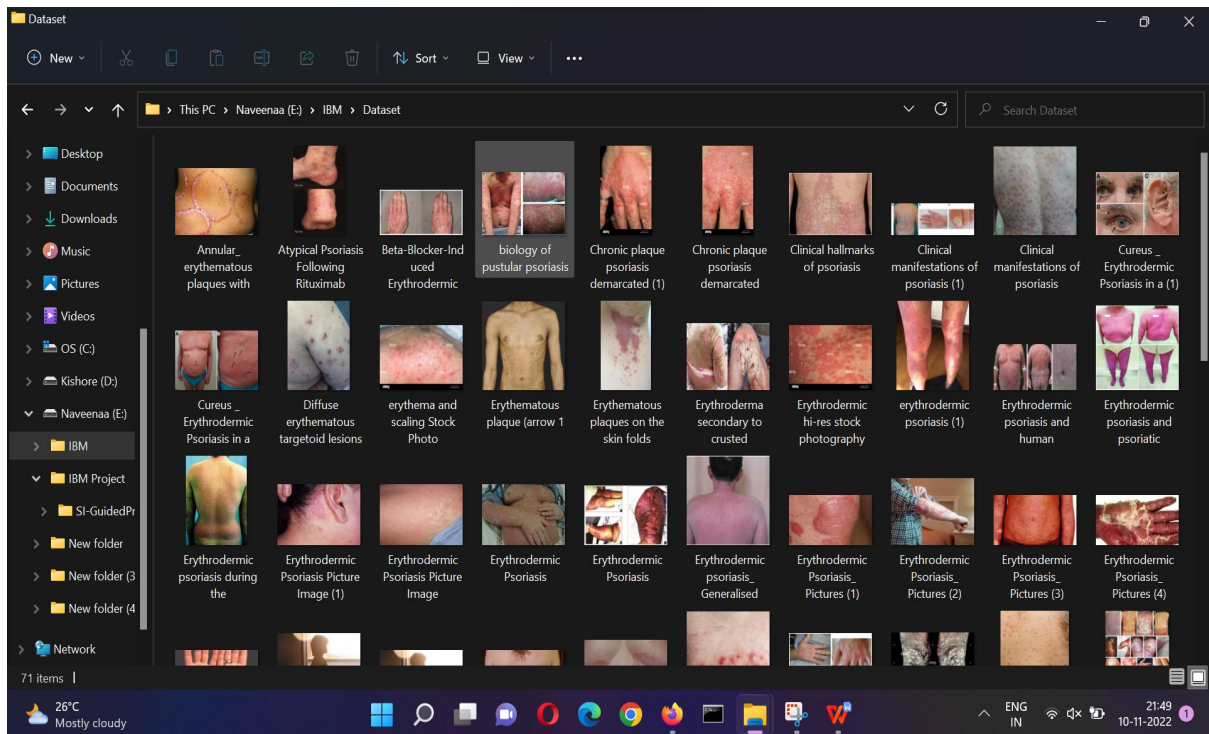 Dataset
New
Sort
View
This PC > Naveenaa (E:) > IBM > Dataset
Search Dataset
Desktop
Documents
Downloads
Music
Pictures
Videos
OS (C:)
Kishore (D:)
Naveenaa (E:)
IBM
IBM Project
SI-GuidedPr
New folder
New folder (3
New folder (4
Network
Annular_
erythematous
plaques with
Atypical Psoriasis
Following
Rituximab
Beta-Blocker-Ind
uced
Erythrodermic
biology of
pustular psoriasis
Chronic plaque
psoriasis
demarcated (1)
Chronic plaque
psoriasis
demarcated
Clinical hallmarks
of psoriasis
Clinical
manifestations of
psoriasis (1)
Clinical
manifestations of
psoriasis
Cureus _
Erythrodermic
Psoriasis in a (1)
Cureus _
Erythrodermic
Psoriasis in a
Diffuse
erythematous
targetoid lesions
erythema and
scaling Stock
Photo
Erythematous
plaque (arrow 1
Erythematous
plaques on the
skin folds
Erythroderma
secondary to
crusted
Erythrodermic
hi-res stock
photography
erythrodermic
psoriasis (1)
Erythrodermic
psoriasis and
human
Erythrodermic
psoriasis and
psoriatic
Erythrodermic
psoriasis during
the
Erythrodermic
Psoriasis Picture
Image (1)
Erythrodermic
Psoriasis Picture
Image
Erythrodermic
Psoriasis
Erythrodermic
Psoriasis
Erythrodermic
psoriasis_
Generalised
Erythrodermic
Psoriasis_
Pictures (1)
Erythrodermic
Psoriasis_
Pictures (2)
Erythrodermic
Psoriasis_
Pictures (3)
Erythrodermic
Psoriasis_
Pictures (4)
71 items
26°C
Mostly cloudy
ENG
IN
21:49
10-11-2022
1